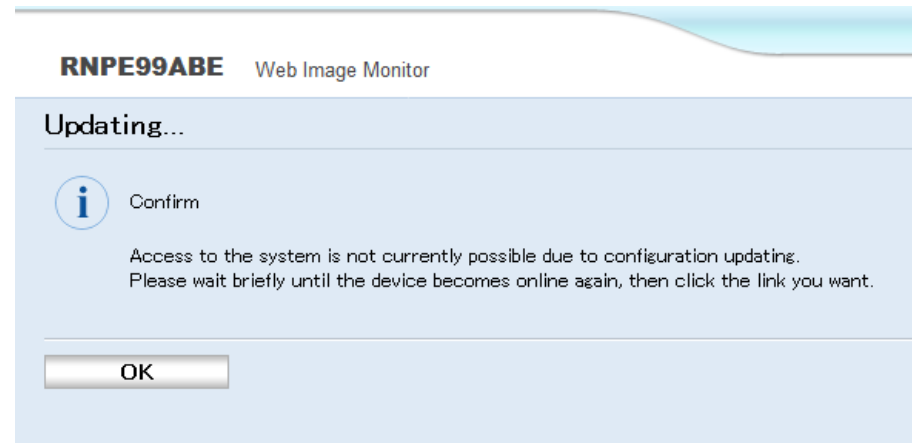 RNPE99ABE Web Image Monitor
Updating...
Confirm
Access to the system is not currently possible due to configuration updating.
Please wait briefly until the device becomes online again, then click the link you want.
OK